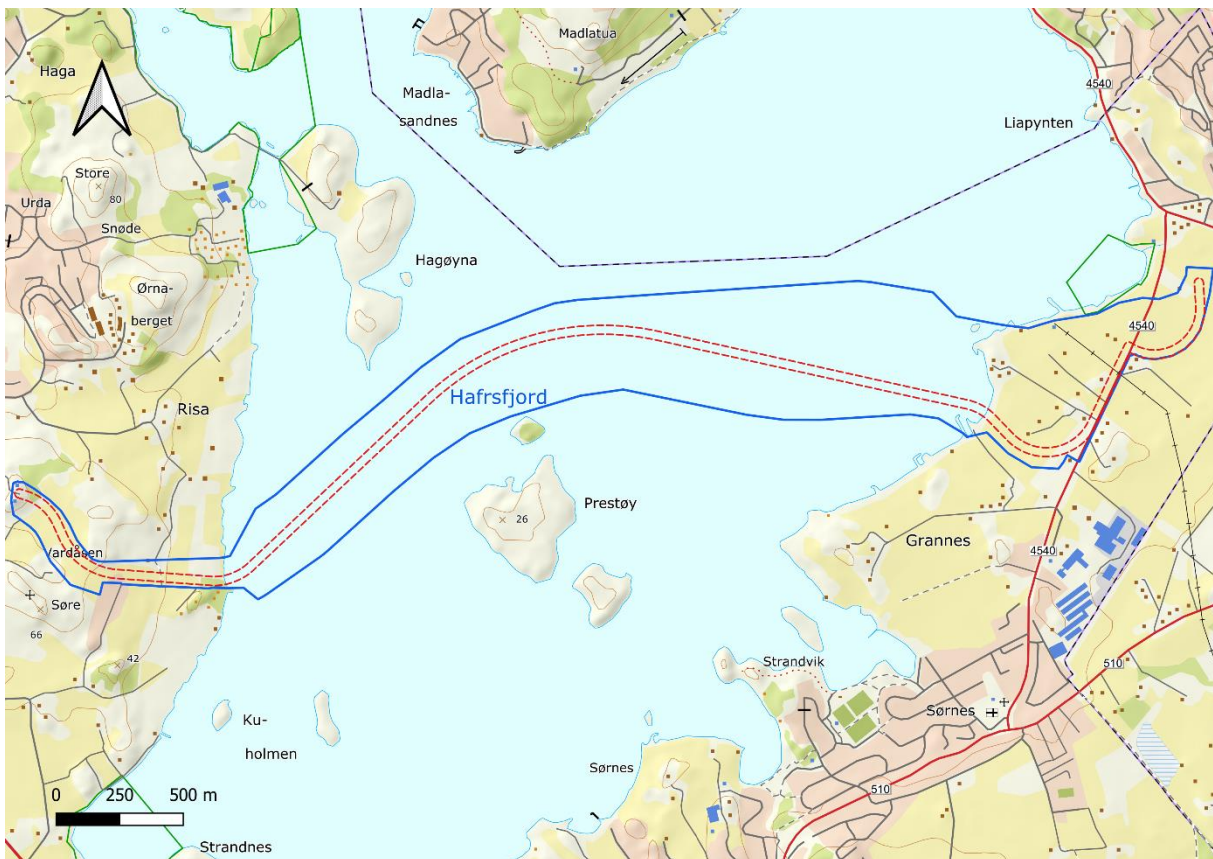 Madlatua
Haga
4540
Madla-
sandnes
Liapynten
Store
80
Urda
Snøde
Hagøyna
Ørna-
berget
4540
Hafrsfjord
Risa
Prestøy
26
Grannes
4540
Søre
66
42
Strandvik
510
Sørnes
Ku-
holmen
Sørnes
0 250 500 m
510
Strandnes